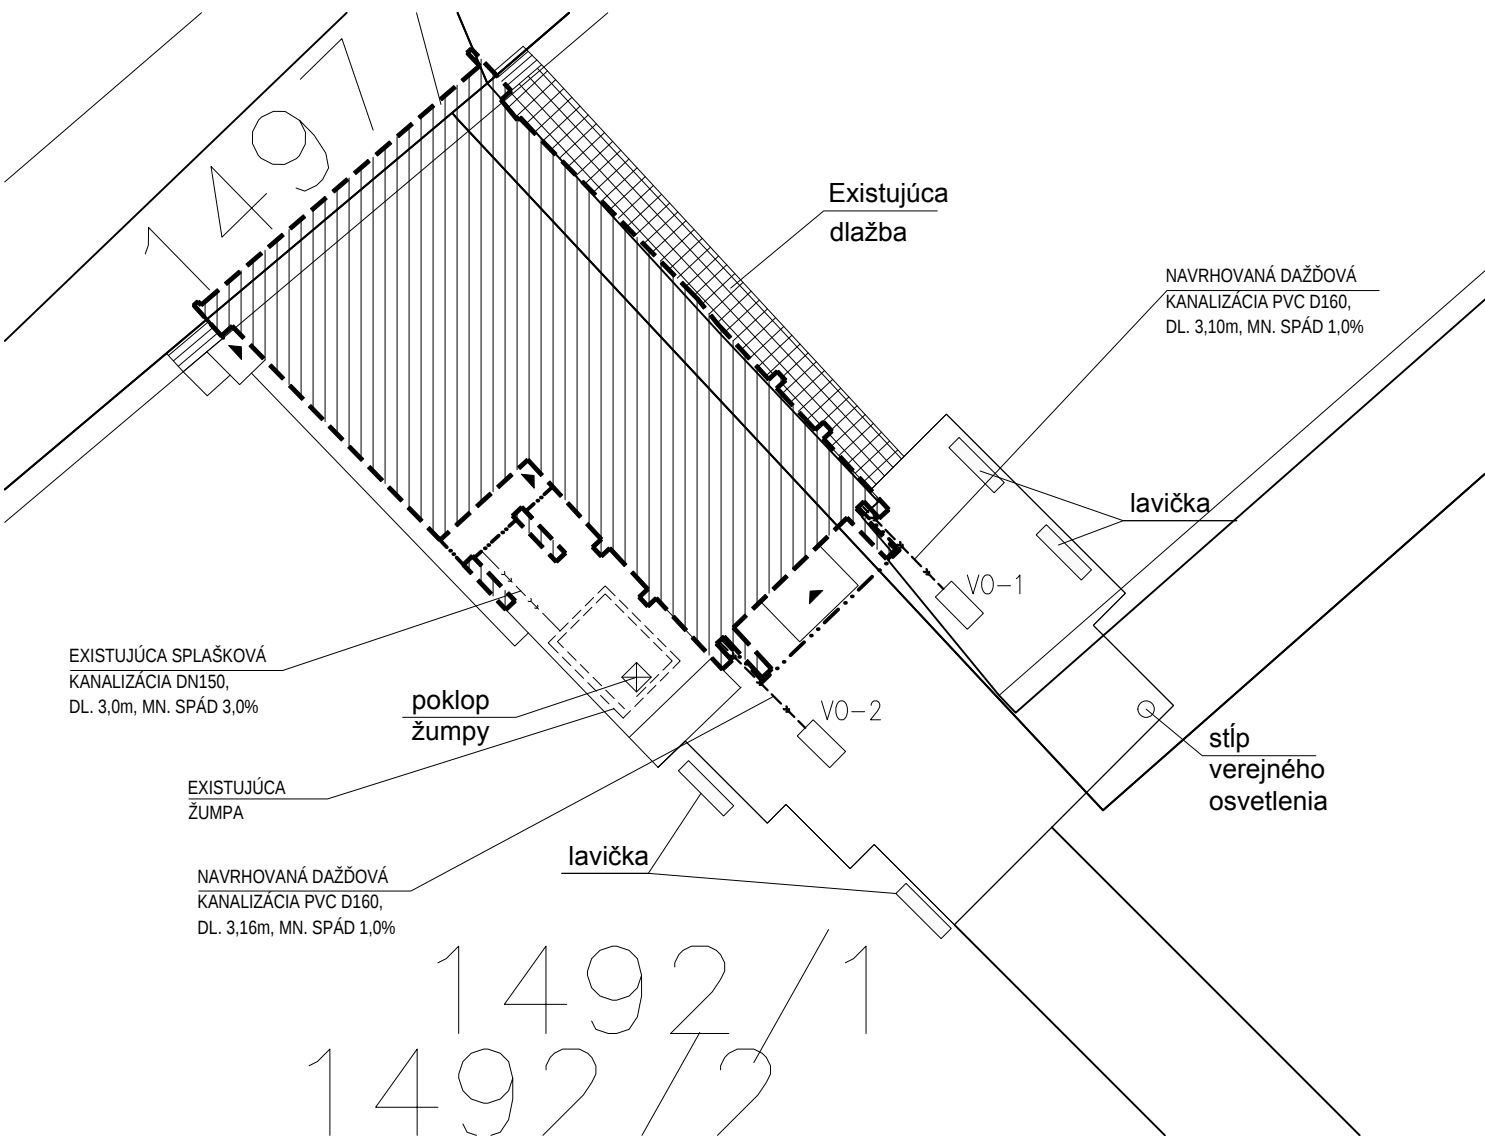 1497
Existujúca
dlažba
NAVRHOVANÁ DAŽĎOVÁ
KANALIZÁCIA PVC D160,
DL. 3,10m, MN. SPÁD 1,0%
lavička
VO-1
EXISTUJÚCA SPLAŠKOVÁ
KANALIZÁCIA DN150,
DL. 3,0m, MN. SPÁD 3,0%
poklop
žumpy
VO-2
stĺp
verejného
osvetlenia
EXISTUJÚCA
ŽUMPA
lavička
NAVRHOVANÁ DAŽĎOVÁ
KANALIZÁCIA PVC D160,
DL. 3,16m, MN. SPÁD 1,0%
1492/1
1492/2